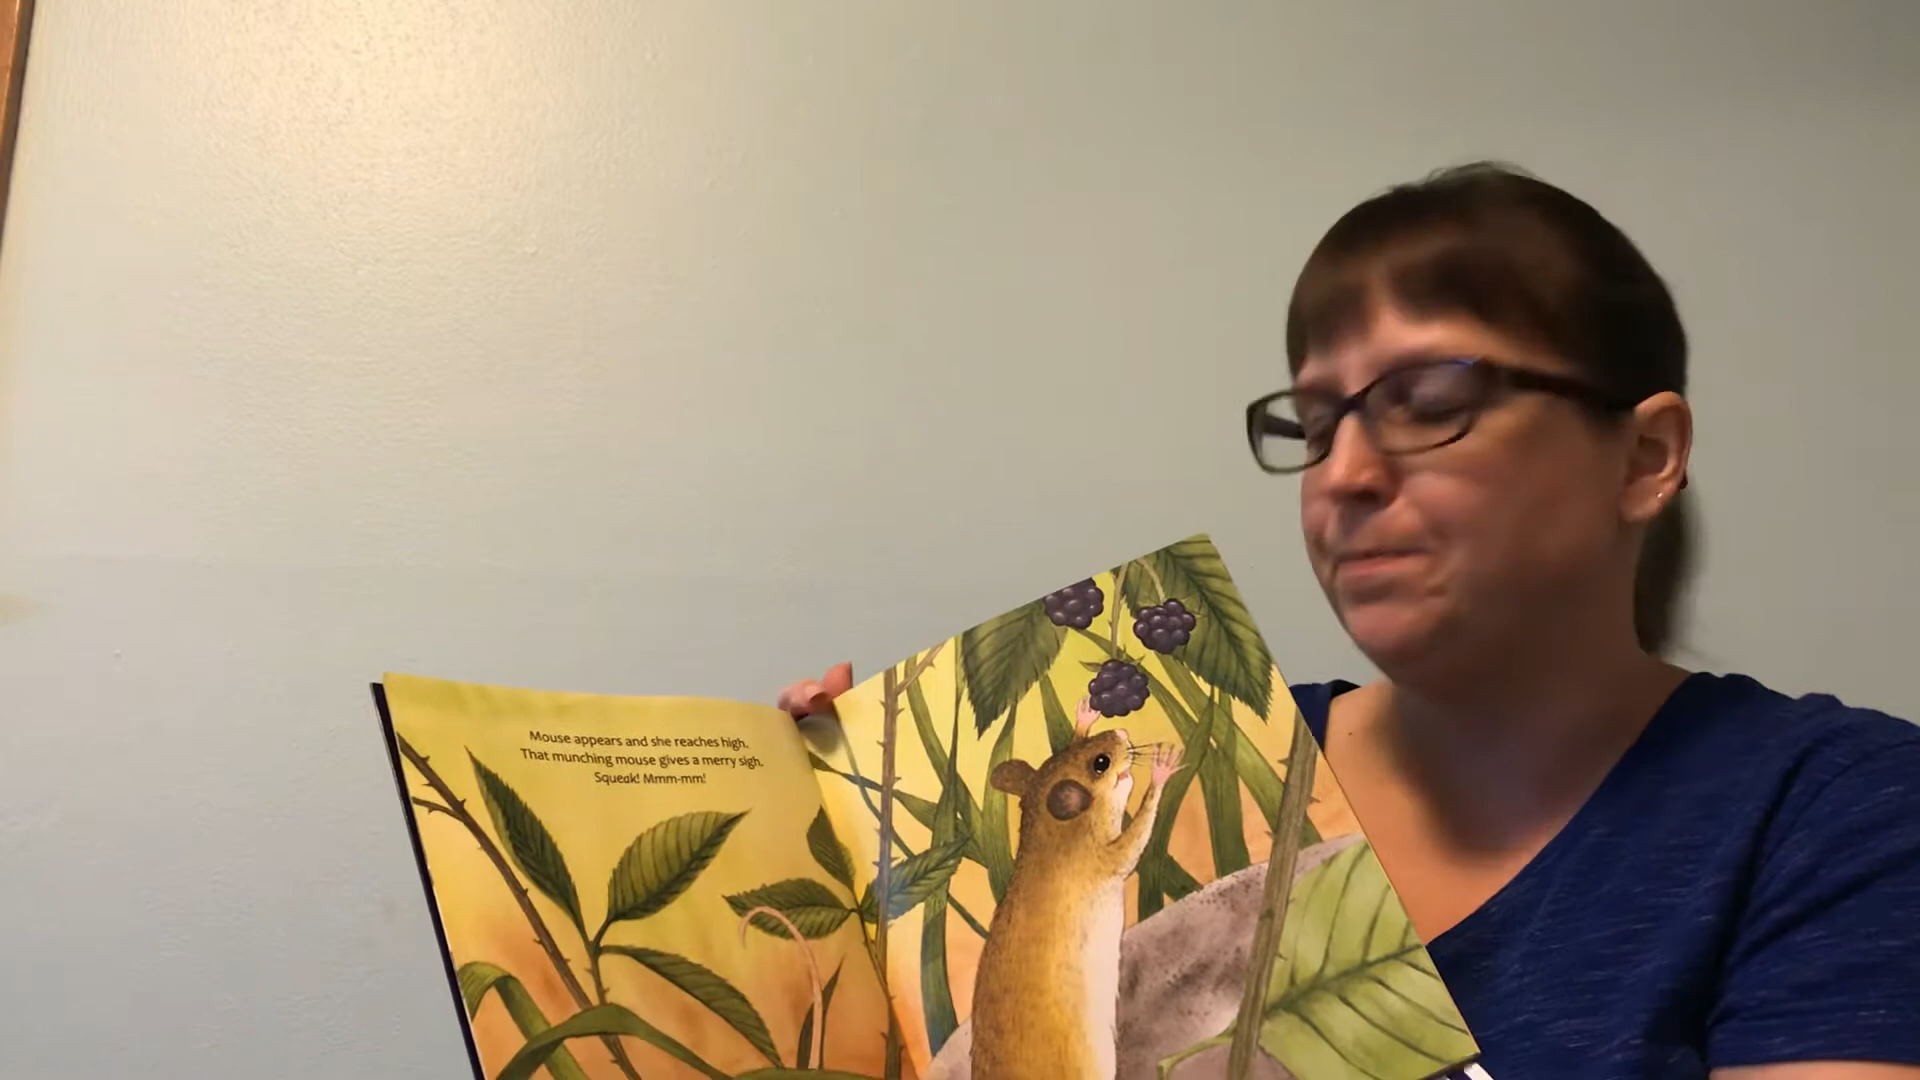 Mouse appears and she reaches high.
That munching mouse gives a merry sigh.
Squeak! Mmm-mm!